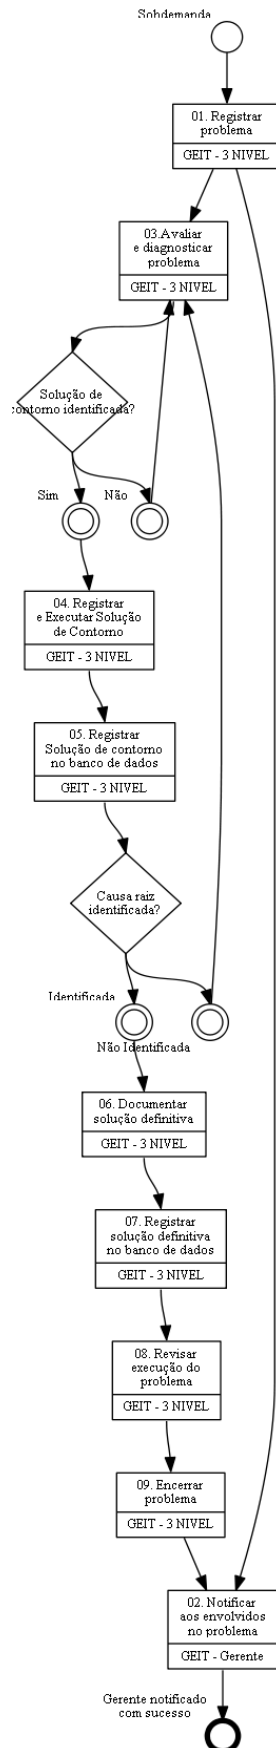 Sobdemanda
01. Registrar
problema
GEIT - 3 NIVEL
03.Avaliar
e diagnosticar
problema
GEIT - 3 NIVEL
Solução de
contorno identificada?
Sim
Não
04. Registrar
e Executar Solução
de Contorno
GEIT - 3 NIVEL
05. Registrar
Solução de contorno
no banco de dados
GEIT - 3 NIVEL
Causa raiz
identificada?
Identificada
Não Identificada
06. Documentar
solução definitiva
GEIT - 3 NIVEL
07. Registrar
solução definitiva
no banco de dados
GEIT - 3 NIVEL
08. Revisar
execução do
problema
GEIT - 3 NIVEL
09. Encerrar
problema
GEIT - 3 NIVEL
02. Notificar
aos envolvidos
no problema
GEIT - Gerente
Gerente notificado
com sucesso